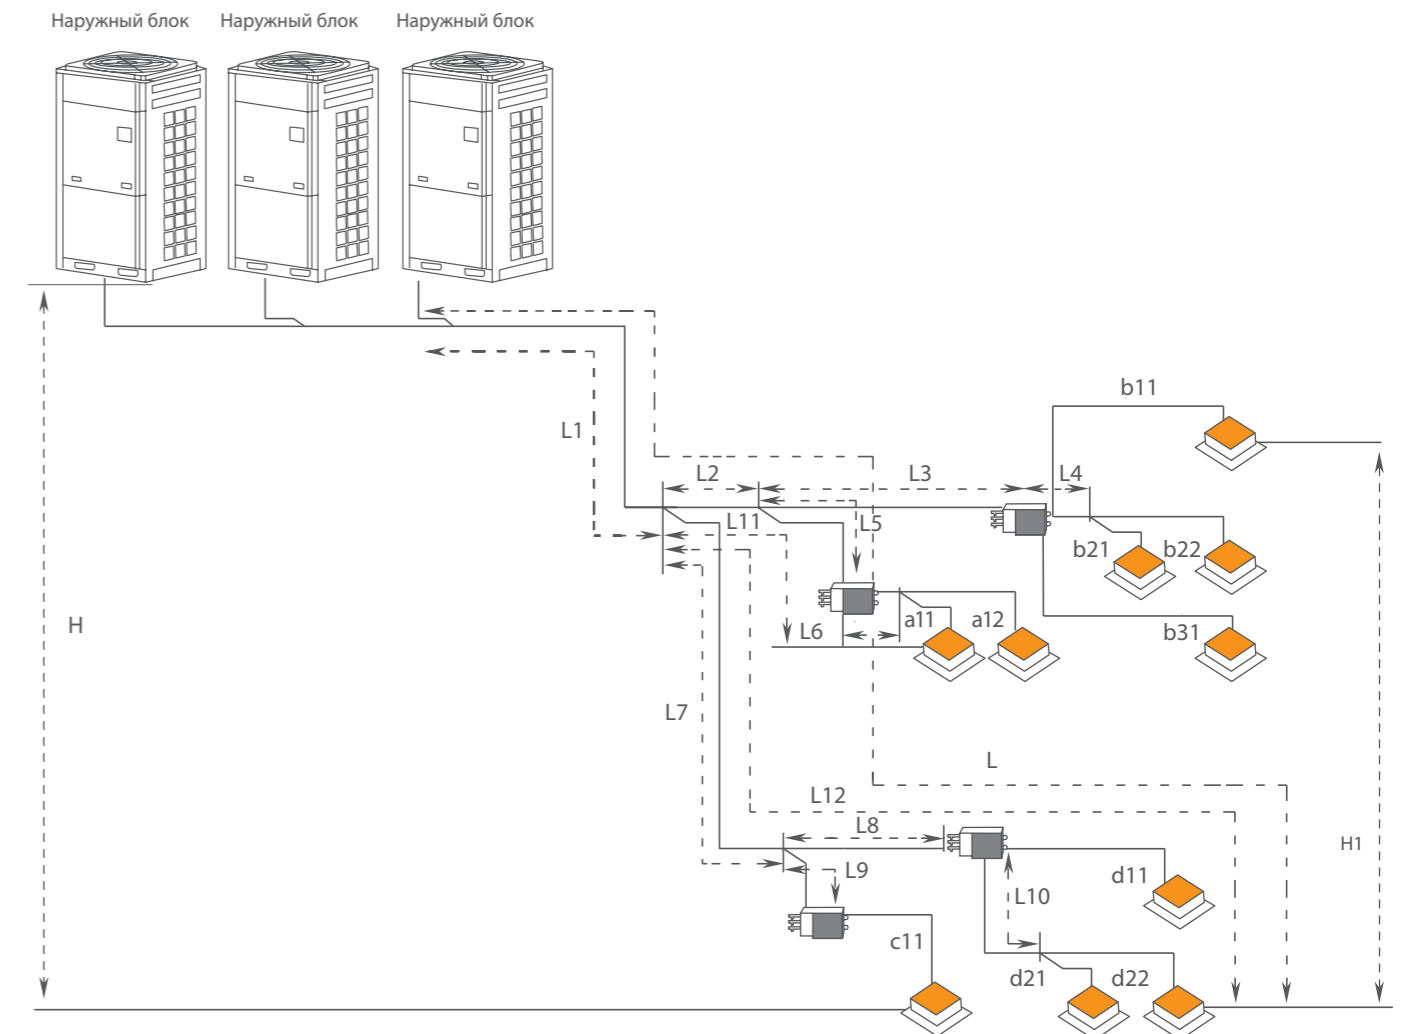 Наружный блок Наружный блок Наружный блок
b11
L1
L2 L3 L4
L11 L5
b21 b22
H
L6 a11 a12 b31
L7
L
L12
L8
H1
L9 d11
L10
c11
d21 d22